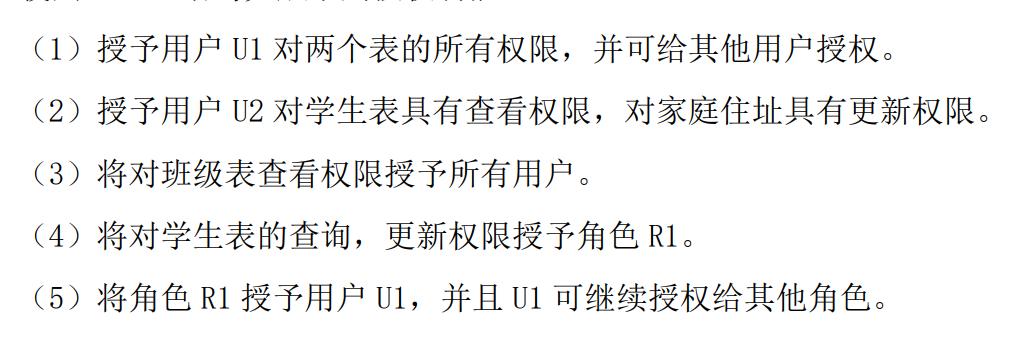 （1）授予用户 U1 对两个表的所有权限，并可给其他用户授权。
（2）授予用户 U2 对学生表具有查看权限，对家庭住址具有更新权限。
（3）将对班级表查看权限授予所有用户。
（4）将对学生表的查询，更新权限授予角色 R1。
（5）将角色 R1 授予用户 U1，并且 U1 可继续授权给其他角色。